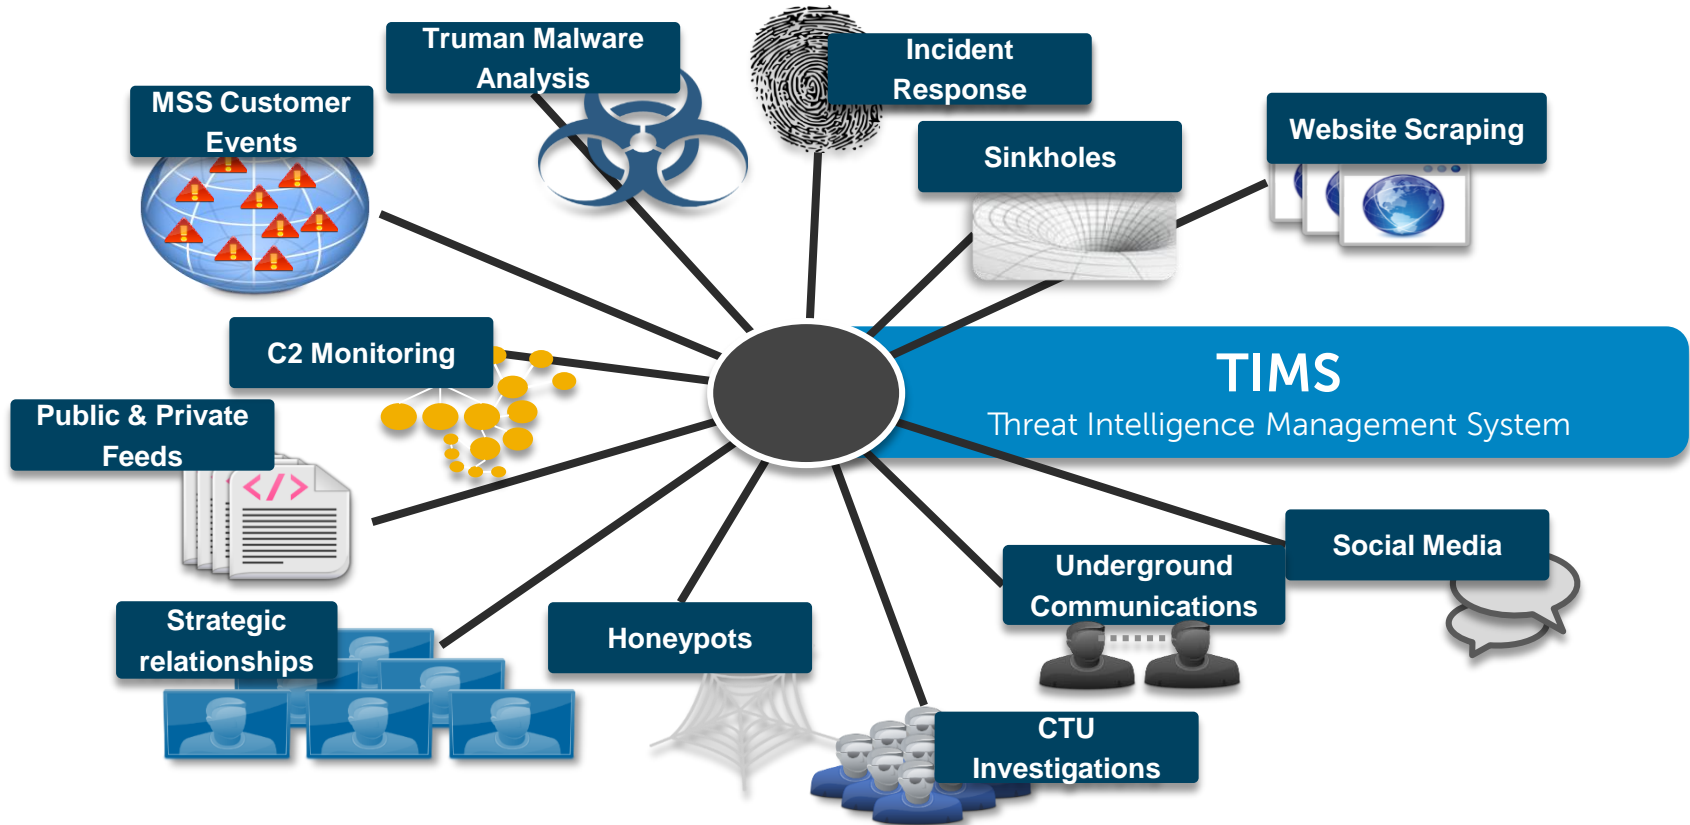 Truman Malware
Analysis
Incident
Response
MSS Customer
Events
Website Scraping
Sinkholes
C2 Monitoring
TIMS
Threat Intelligence Management System
Public & Private
Feeds
</>
Social Media
Underground
Communications
Strategic
relationships
Honeypots
CTU
Investigations